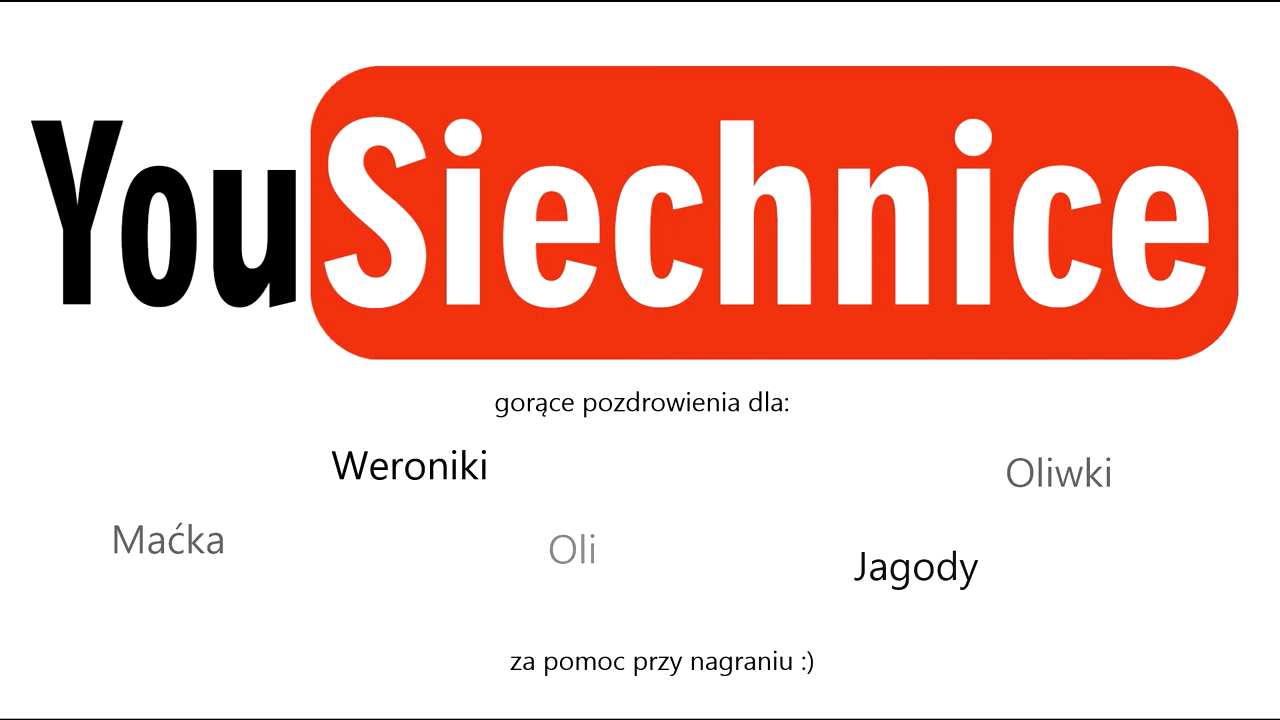 YouSiechnice
gorące pozdrowienia dla:
Weroniki
Oliwki
Maćka
Oli
Jagody
za pomoc przy nagraniu :)